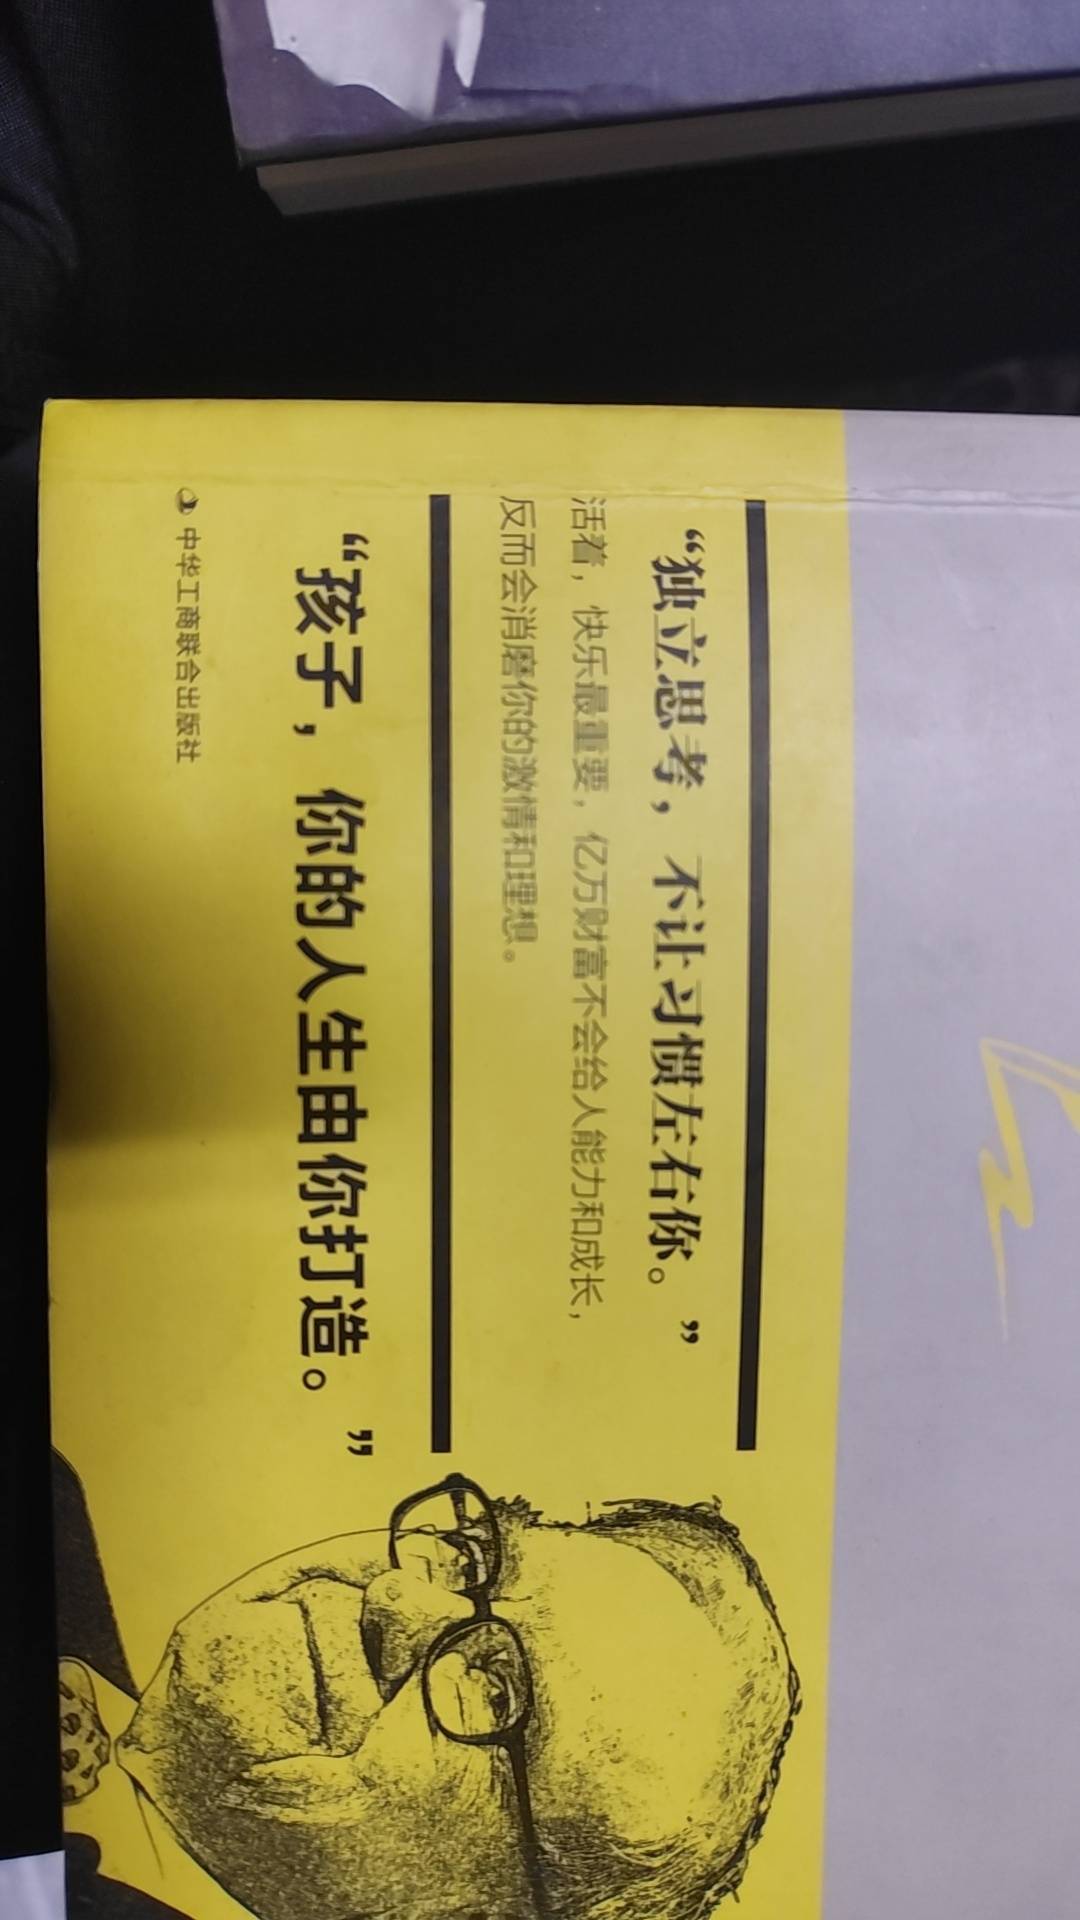 “独立思考，不让习惯左右你。”
活着，快乐最重要，亿万财富不会给人能力和成长，
反而会消磨你的激情和理想。
“孩子，你的人生由你打造。”
中华工商联合出版社